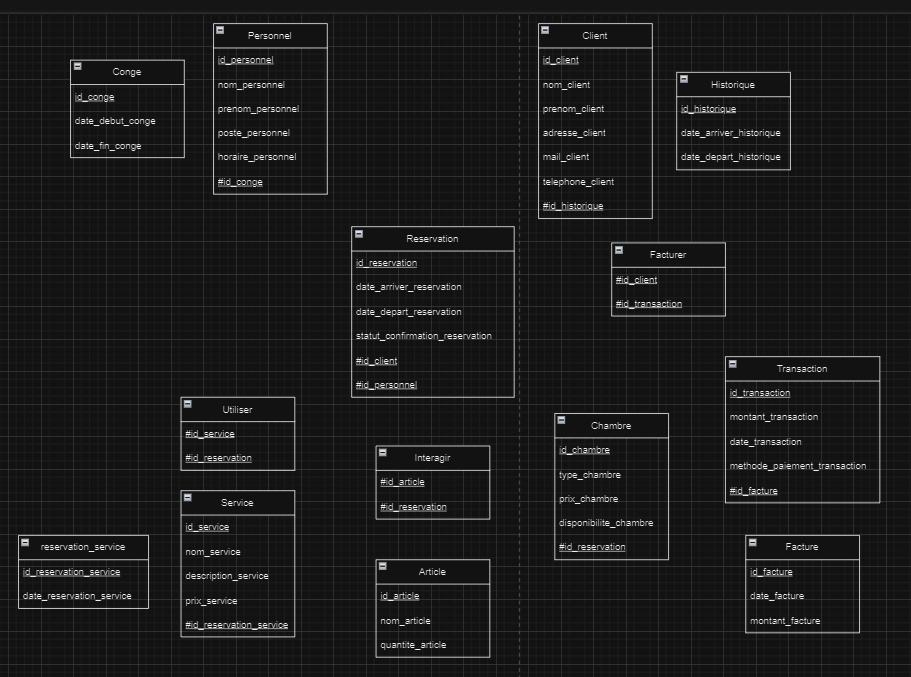 Conge
id_conge
date_debut_conge
date_fin_conge
Personnel
id_personnel
nom_personnel
prenom_personnel
poste_personnel
horaire_personnel
#id_conge
Client
id_client
nom_client
prenom_client
adresse_client
mail_client
telephone_client
#id_historique
Historique
id_historique
date_arriver_historique
date_depart_historique
Reservation
id_reservation
date_arriver_reservation
date_depart_reservation
statut_confirmation_reservation
#id_client
#id_personnel
Facturer
#id_client
#id_transaction
Transaction
id_transaction
montant_transaction
date_transaction
methode_paiement_transaction
#id_facture
Utiliser
#id_service
#id_reservation
Interagir
#id_article
#id_reservation
Chambre
id_chambre
type_chambre
prix_chambre
disponibilite_chambre
#id_reservation
reservation_service
id_reservation_service
date_reservation_service
Service
id_service
nom_service
description_service
prix_service
#id_reservation_service
Article
id_article
nom_article
quantite_article
Facture
id_facture
date_facture
montant_facture